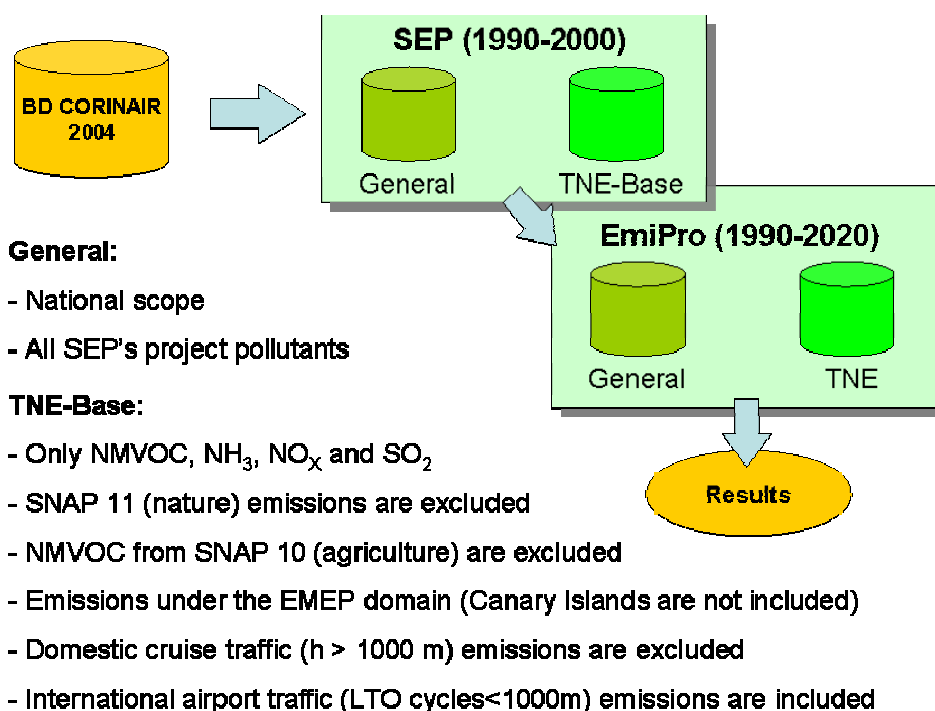 SEP (1990-2000)
BD CORINAIR
2004
General
TNE-Base
EmiPro (1990-2020)
General
TNE
Results
General:
- National scope
- All SEP's project pollutants
TNE-Base:
- Only NMVOC, NH₃, NOₓ and SO₂
- SNAP 11 (nature) emissions are excluded
- NMVOC from SNAP 10 (agriculture) are excluded
- Emissions under the EMEP domain (Canary Islands are not included)
- Domestic cruise traffic (h > 1000 m) emissions are excluded
- International airport traffic (LTO cycles<1000m) emissions are included